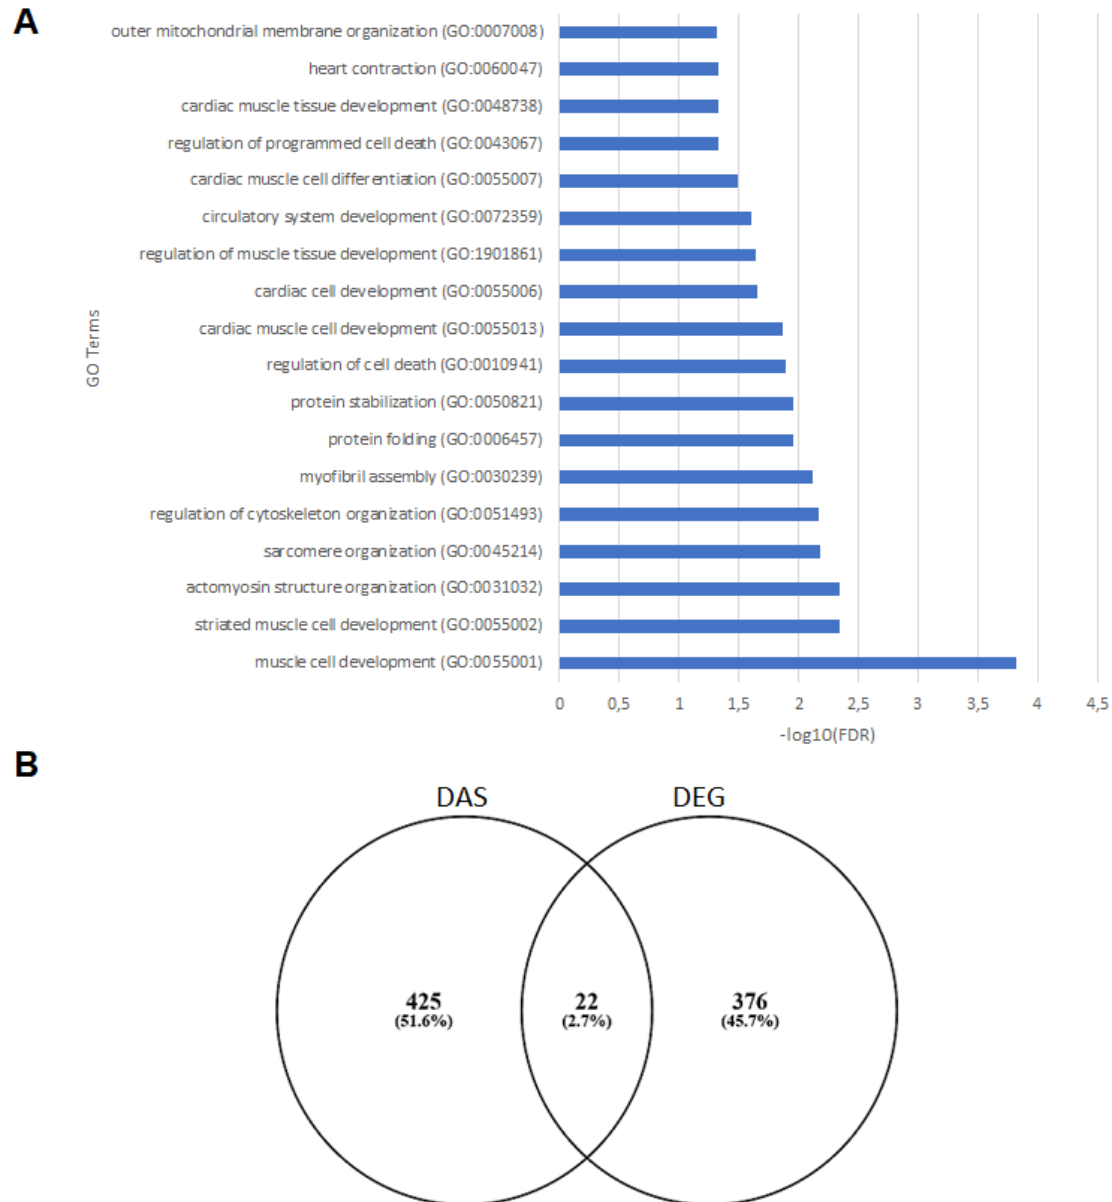 A
outer mitochondrial membrane organization (GO:0007008)
heart contraction (GO:0060047)
cardiac muscle tissue development (GO:0048738)
regulation of programmed cell death (GO:0043067)
cardiac muscle cell differentiation (GO:0055007)
circulatory system development (GO:0072359)
regulation of muscle tissue development (GO:1901861)
cardiac cell development (GO:0055006)
cardiac muscle cell development (GO:0055013)
regulation of cell death (GO:0010941)
protein stabilization (GO:0050821)
protein folding (GO:0006457)
myofibril assembly (GO:0030239)
regulation of cytoskeleton organization (GO:0051493)
sarcomere organization (GO:0045214)
actomyosin structure organization (GO:0031032)
striated muscle cell development (GO:0055002)
muscle cell development (GO:0055001)
GO Terms
0 0,5 1 1,5 2 2,5 3 3,5 4 4,5
-log10(FDR)
B
DAS DEG
425 22 376
(51.6%) (2.7%) (45.7%)